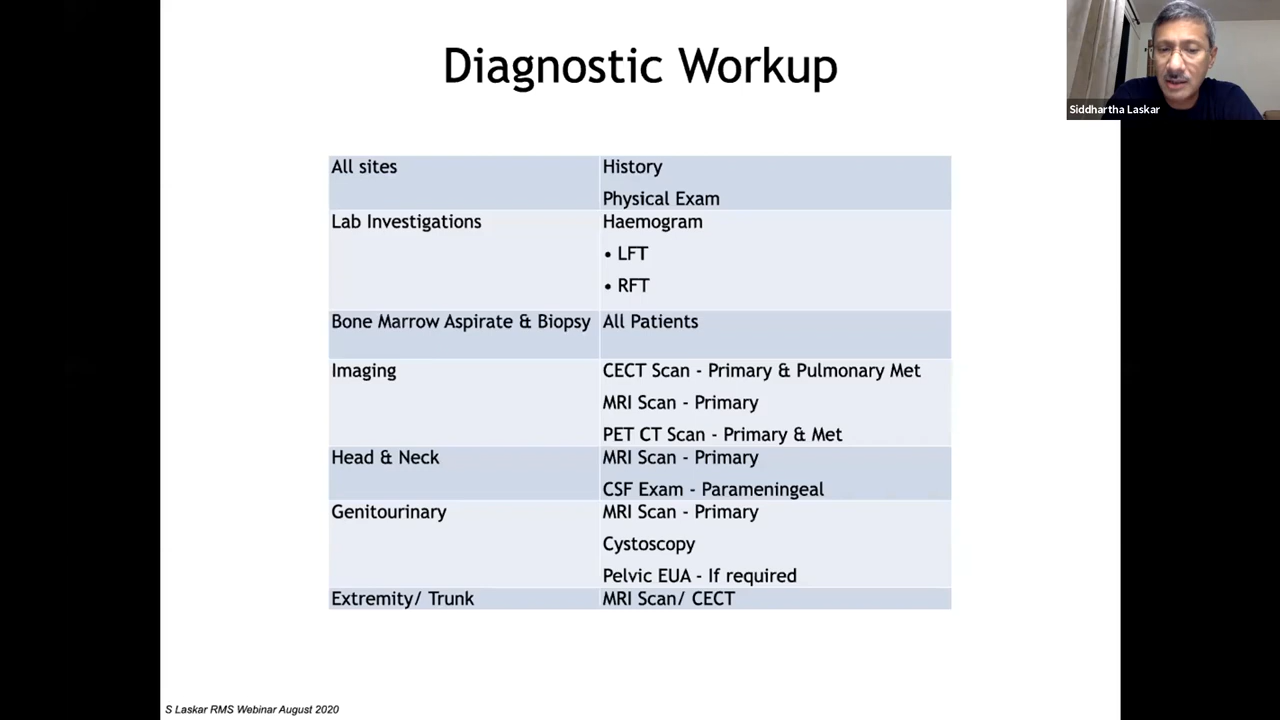 Diagnostic Workup
Siddhartha Laskar
All sites
History
Physical Exam
Lab Investigations
Haemogram
• LFT
• RFT
Bone Marrow Aspirate & Biopsy
All Patients
Imaging
CECT Scan - Primary & Pulmonary Met
MRI Scan - Primary
PET CT Scan - Primary & Met
Head & Neck
MRI Scan - Primary
CSF Exam - Parameningeal
Genitourinary
MRI Scan - Primary
Cystoscopy
Pelvic EUA - If required
Extremity/ Trunk
MRI Scan/ CECT
S Laskar RMS Webinar August 2020